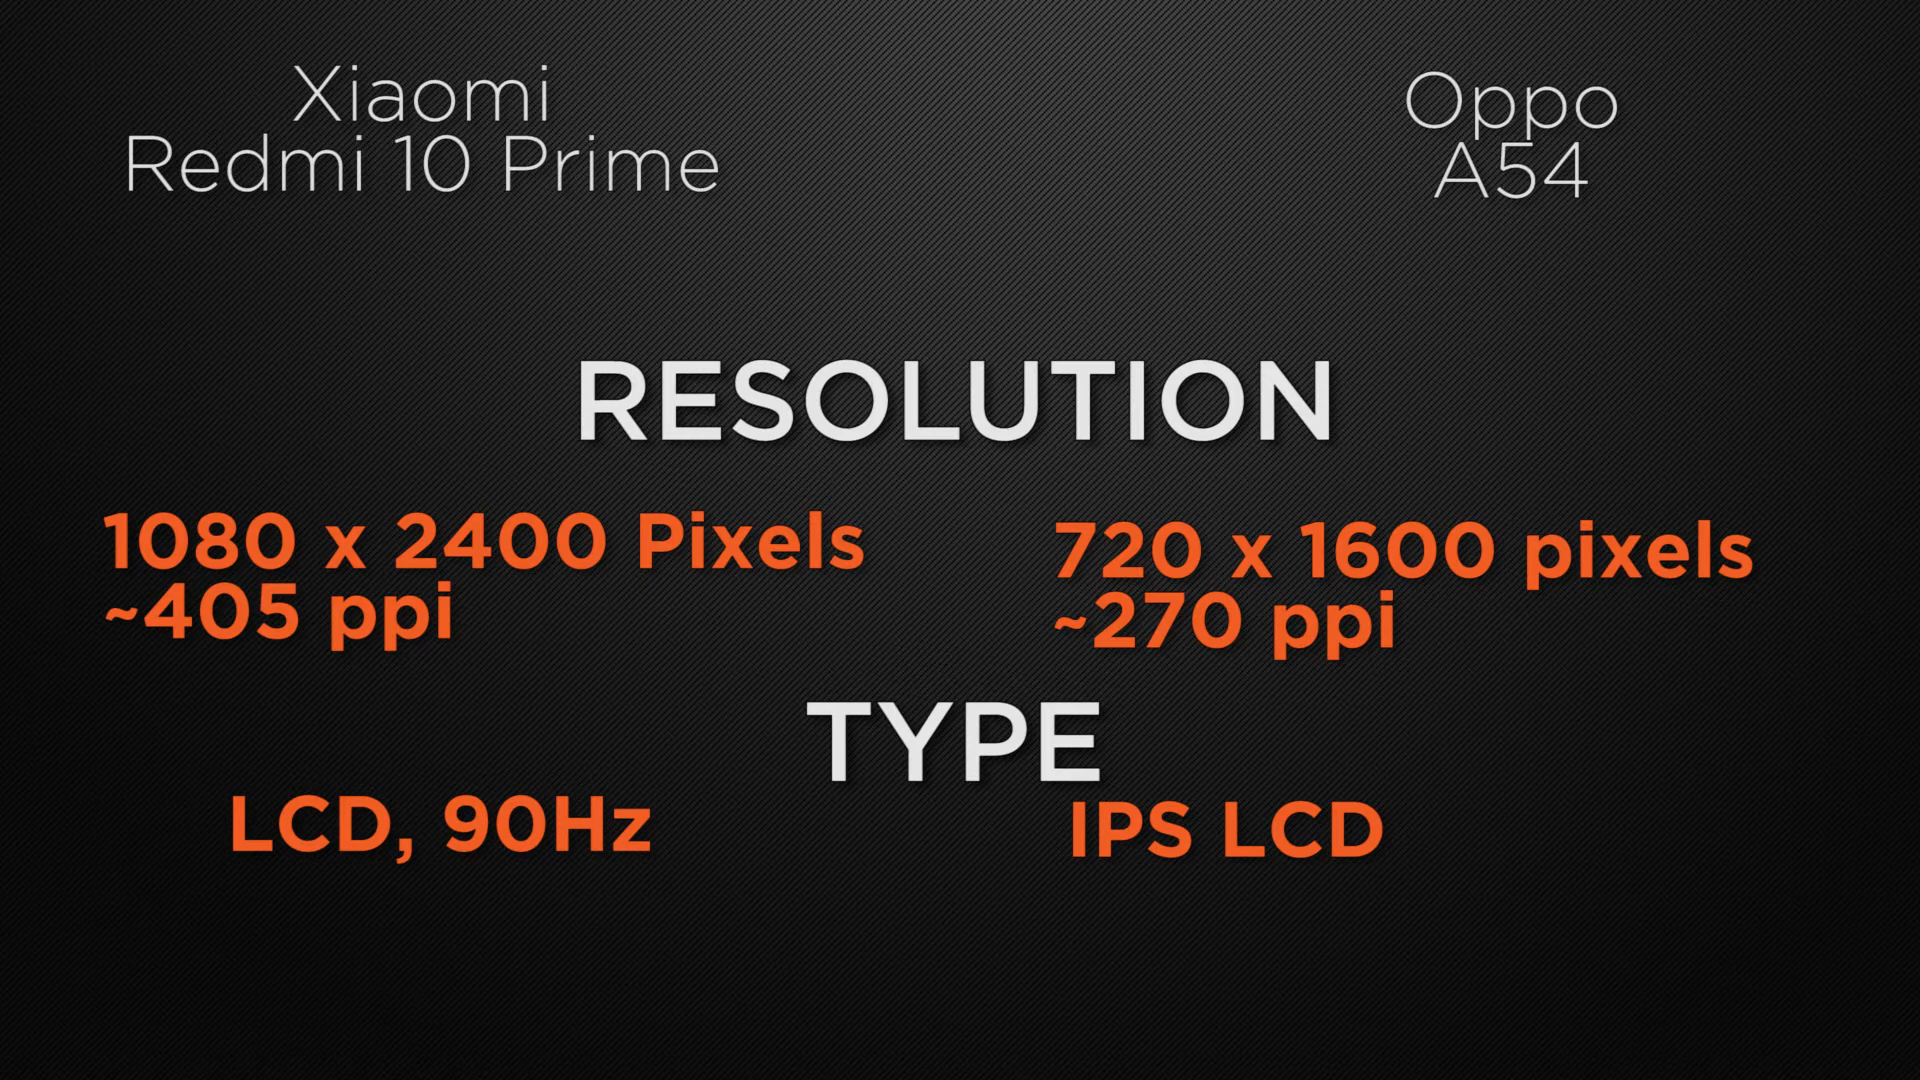 Xiaomi
Redmi 10 Prime
Oppo
A54
RESOLUTION
1080 x 2400 Pixels
~405 ppi
720 x 1600 pixels
~270 ppi
TYPE
LCD, 90Hz
IPS LCD